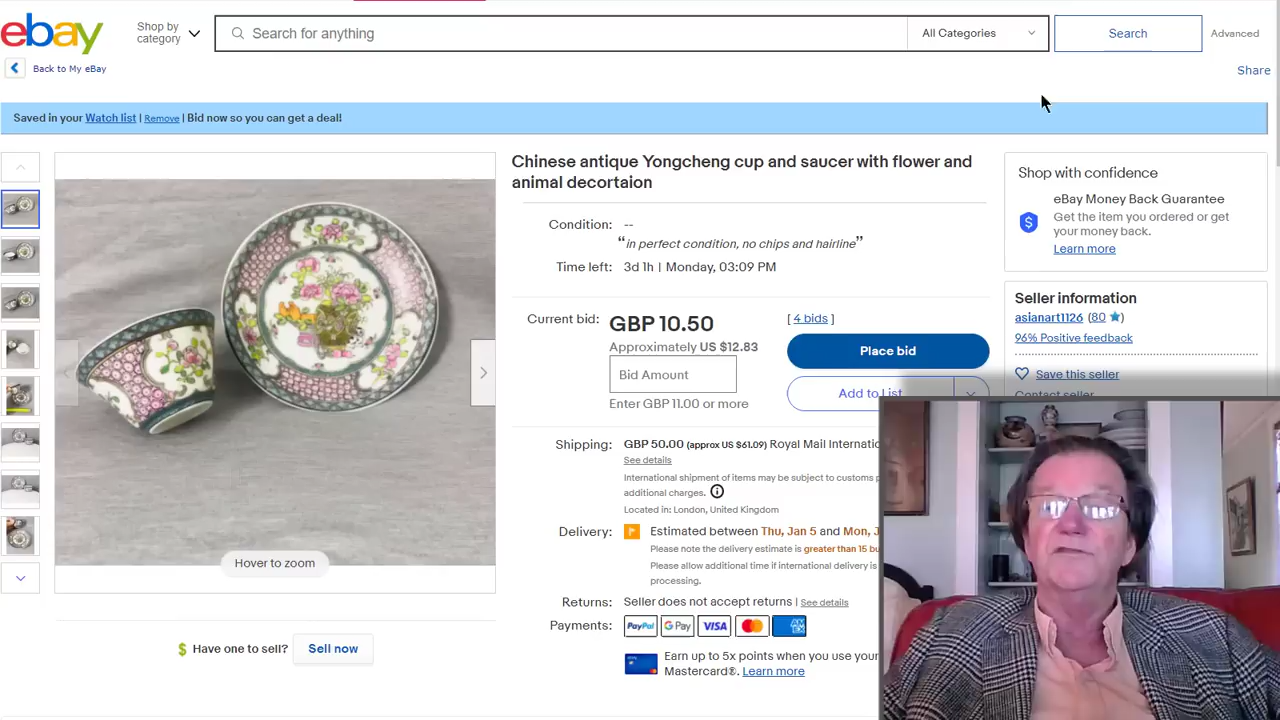 ebay
Shop by
category
Search for anything
All Categories
Search
Advanced
Back to My eBay
Share
Saved in your Watch list | Remove | Bid now so you can get a deal!
Chinese antique Yongcheng cup and saucer with flower and
animal decortaion
Condition: --
“in perfect condition, no chips and hairline”
Time left: 3d 1h | Monday, 03:09 PM
Current bid: GBP 10.50
[ 4 bids ]
Approximately US $12.83
Place bid
Bid Amount
Enter GBP 11.00 or more
Add to List
Shipping: GBP 50.00 (approx US $61.09) Royal Mail
See details
International shipment of items may be subject to customs
additional charges.
Located in: London, United Kingdom
Delivery: Estimated between Thu, Jan 5 and Mon,
Please note the delivery estimate is greater than 15
Please allow additional time if international delivery is
processing.
Returns: Seller does not accept returns | See details
Payments: PayPal G Pay VISA
Earn up to 5x points when you use your
Mastercard®. Learn more
Hover to zoom
Have one to sell? Sell now
Shop with confidence
eBay Money Back Guarantee
Get the item you ordered or get
your money back.
Learn more
Seller information
asianart1126 (80 )
96% Positive feedback
Save this seller
Contact seller